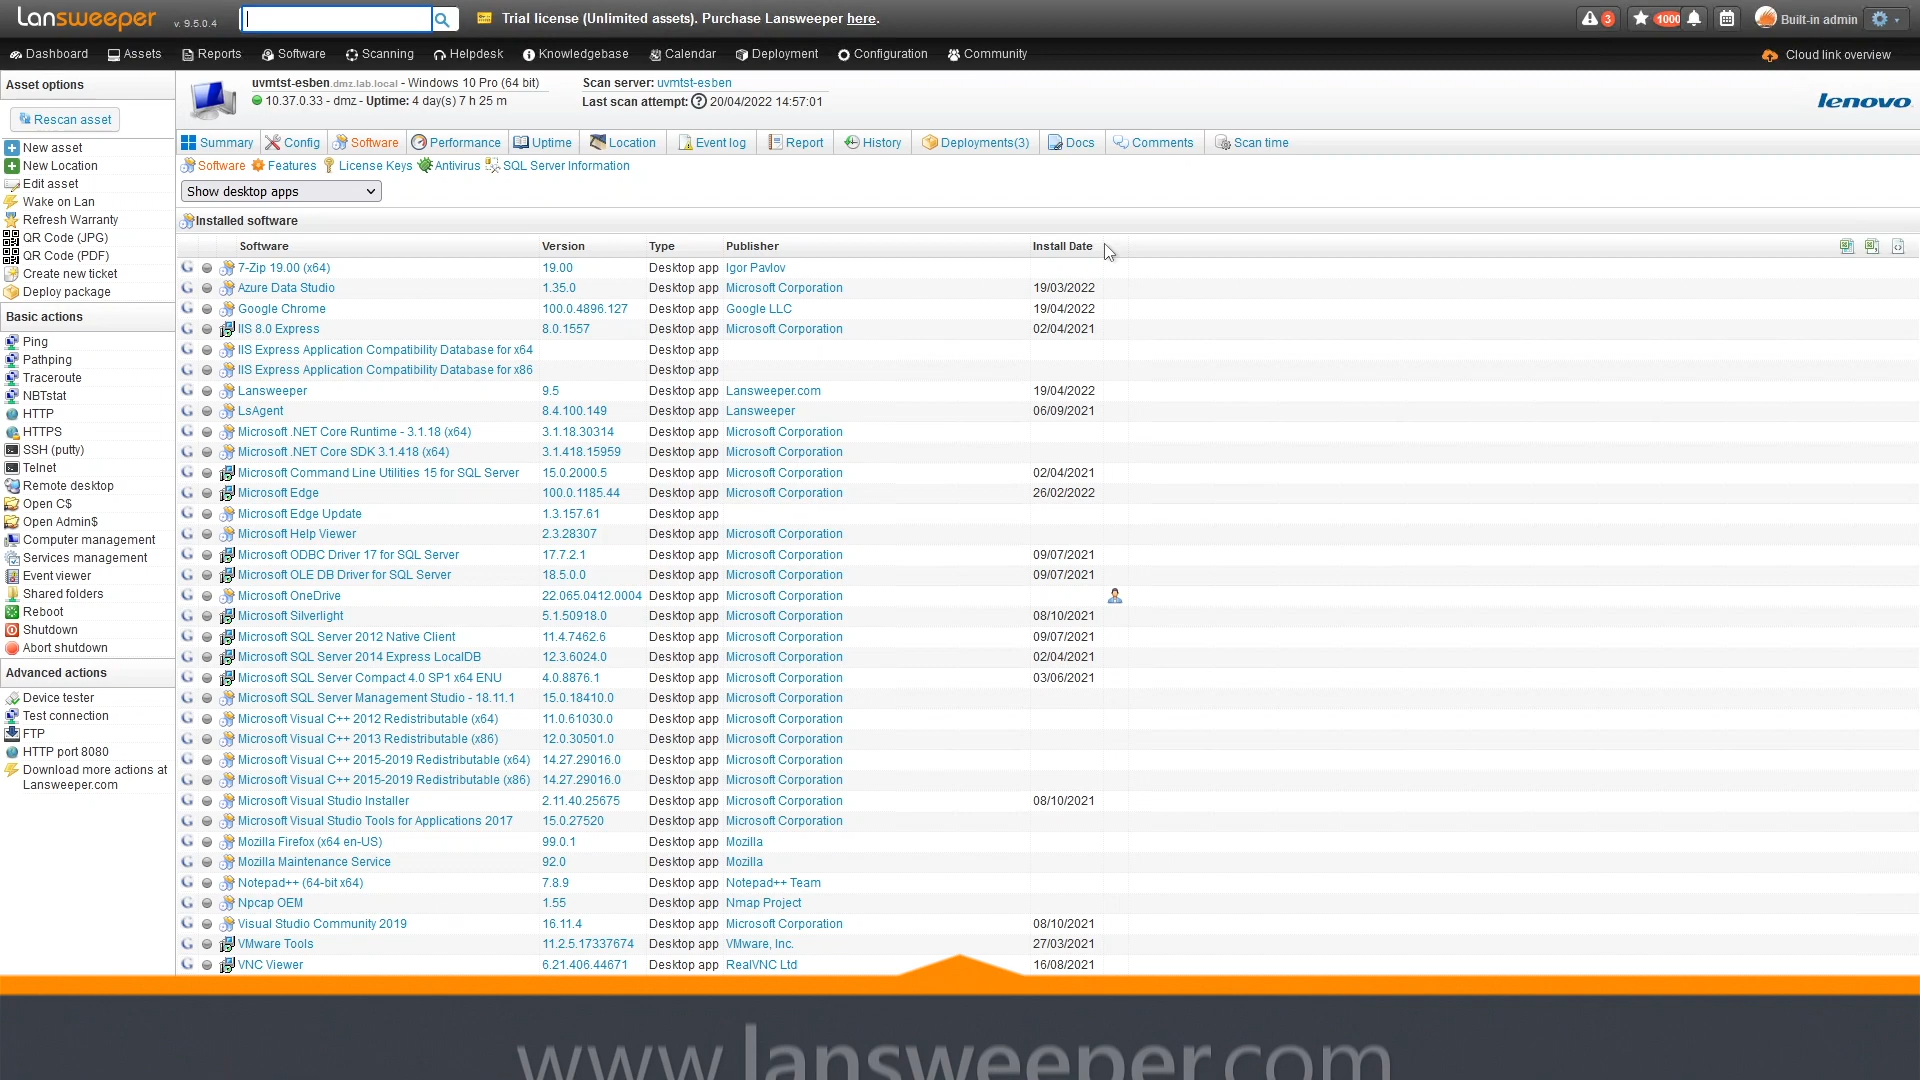 lansweeper v. 9.5.0.4 Trial license (Unlimited assets). Purchase Lansweeper here. 3 1000 Built-in admin
Dashboard Assets Reports Software Scanning Helpdesk Knowledgebase Calendar Deployment Configuration Community Cloud link overview
Asset options
Rescan asset
New asset
New Location
Edit asset
Wake on Lan
Refresh Warranty
QR Code (JPG)
QR Code (PDF)
Create new ticket
Deploy package
Basic actions
Ping
Pathping
Traceroute
NBTstat
HTTP
HTTPS
SSH (putty)
Telnet
Remote desktop
Open C$
Open Admin$
Computer management
Services management
Event viewer
Shared folders
Reboot
Shutdown
Abort shutdown
Advanced actions
Device tester
Test connection
FTP
HTTP port 8080
Download more actions at
Lansweeper.com
uvmtst-esben.dmz.lab.local - Windows 10 Pro (64 bit) Scan server: uvmtst-esben
10.37.0.33 - dmz - Uptime: 4 day(s) 7 h 25 m Last scan attempt: ? 20/04/2022 14:57:01
lenovo
Summary Config Software Performance Uptime Location Event log Report History Deployments(3) Docs Comments Scan time
Software Features License Keys Antivirus SQL Server Information
Show desktop apps
Installed software
Software Version Type Publisher Install Date
7-Zip 19.00 (x64) 19.00 Desktop app Igor Pavlov
Azure Data Studio 1.35.0 Desktop app Microsoft Corporation 19/03/2022
Google Chrome 100.0.4896.127 Desktop app Google LLC 19/04/2022
IIS 8.0 Express 8.0.1557 Desktop app Microsoft Corporation 02/04/2021
IIS Express Application Compatibility Database for x64 Desktop app
IIS Express Application Compatibility Database for x86 Desktop app
Lansweeper 9.5 Desktop app Lansweeper.com 19/04/2022
LsAgent 8.4.100.149 Desktop app Lansweeper 06/09/2021
Microsoft .NET Core Runtime - 3.1.18 (x64) 3.1.18.30314 Desktop app Microsoft Corporation
Microsoft .NET Core SDK 3.1.418 (x64) 3.1.418.15959 Desktop app Microsoft Corporation
Microsoft Command Line Utilities 15 for SQL Server 15.0.2000.5 Desktop app Microsoft Corporation 02/04/2021
Microsoft Edge 100.0.1185.44 Desktop app Microsoft Corporation 26/02/2022
Microsoft Edge Update 1.3.157.61 Desktop app
Microsoft Help Viewer 2.3.28307 Desktop app Microsoft Corporation
Microsoft ODBC Driver 17 for SQL Server 17.7.2.1 Desktop app Microsoft Corporation 09/07/2021
Microsoft OLE DB Driver for SQL Server 18.5.0.0 Desktop app Microsoft Corporation 09/07/2021
Microsoft OneDrive 22.065.0412.0004 Desktop app Microsoft Corporation
Microsoft Silverlight 5.1.50918.0 Desktop app Microsoft Corporation 08/10/2021
Microsoft SQL Server 2012 Native Client 11.4.7462.6 Desktop app Microsoft Corporation 09/07/2021
Microsoft SQL Server 2014 Express LocalDB 12.3.6024.0 Desktop app Microsoft Corporation 02/04/2021
Microsoft SQL Server Compact 4.0 SP1 x64 ENU 4.0.8876.1 Desktop app Microsoft Corporation 03/06/2021
Microsoft SQL Server Management Studio - 18.11.1 15.0.18410.0 Desktop app Microsoft Corporation
Microsoft Visual C++ 2012 Redistributable (x64) 11.0.61030.0 Desktop app Microsoft Corporation
Microsoft Visual C++ 2013 Redistributable (x86) 12.0.30501.0 Desktop app Microsoft Corporation
Microsoft Visual C++ 2015-2019 Redistributable (x64) 14.27.29016.0 Desktop app Microsoft Corporation
Microsoft Visual C++ 2015-2019 Redistributable (x86) 14.27.29016.0 Desktop app Microsoft Corporation
Microsoft Visual Studio Installer 2.11.40.25675 Desktop app Microsoft Corporation 08/10/2021
Microsoft Visual Studio Tools for Applications 2017 15.0.27520 Desktop app Microsoft Corporation
Mozilla Firefox (x64 en-US) 99.0.1 Desktop app Mozilla
Mozilla Maintenance Service 92.0 Desktop app Mozilla
Notepad++ (64-bit x64) 7.8.9 Desktop app Notepad++ Team
Npcap OEM 1.55 Desktop app Nmap Project
Visual Studio Community 2019 16.11.4 Desktop app Microsoft Corporation 08/10/2021
VMware Tools 11.2.5.17337674 Desktop app VMware, Inc. 27/03/2021
VNC Viewer 6.21.406.44671 Desktop app RealVNC Ltd 16/08/2021
www.lansweeper.com